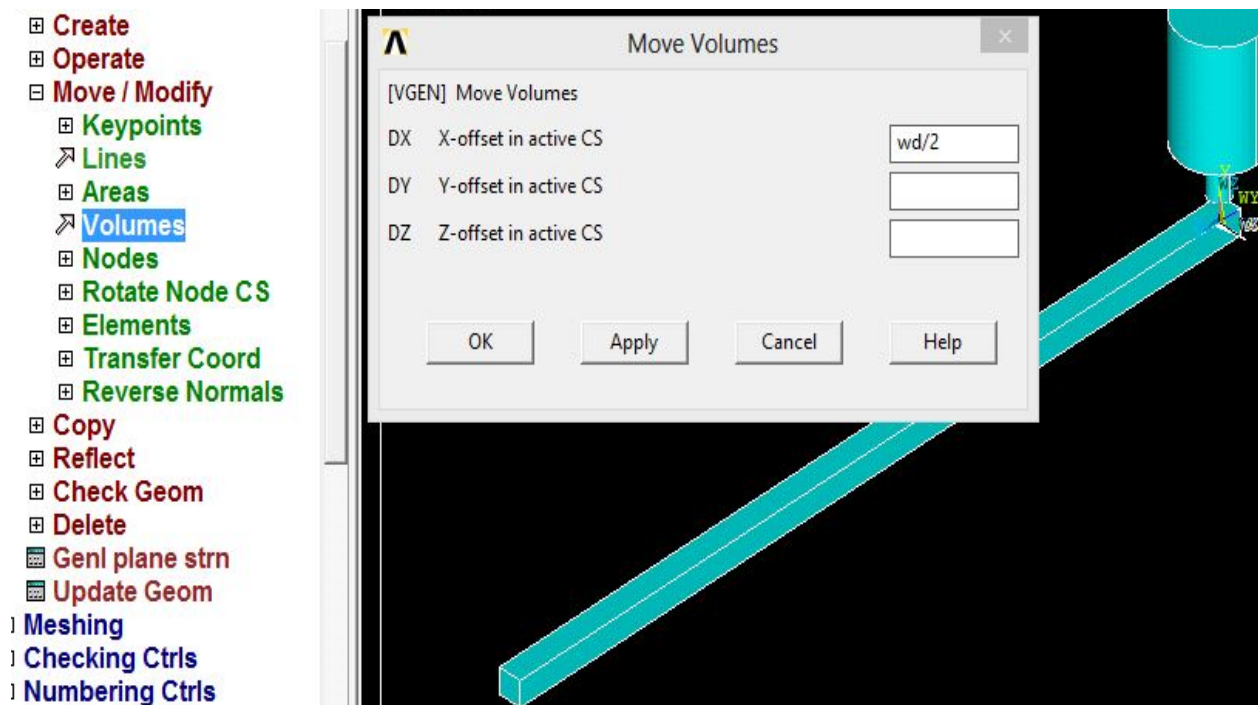 Create
Operate
Move / Modify
Keypoints
Lines
Areas
Volumes
Nodes
Rotate Node CS
Elements
Transfer Coord
Reverse Normals
Copy
Reflect
Check Geom
Delete
Genl plane strn
Update Geom
Meshing
Checking Ctrls
Numbering Ctrls
Move Volumes
[VGEN] Move Volumes
DX X-offset in active CS wd/2
DY Y-offset in active CS
DZ Z-offset in active CS
OK Apply Cancel Help
Y
WZ
WY